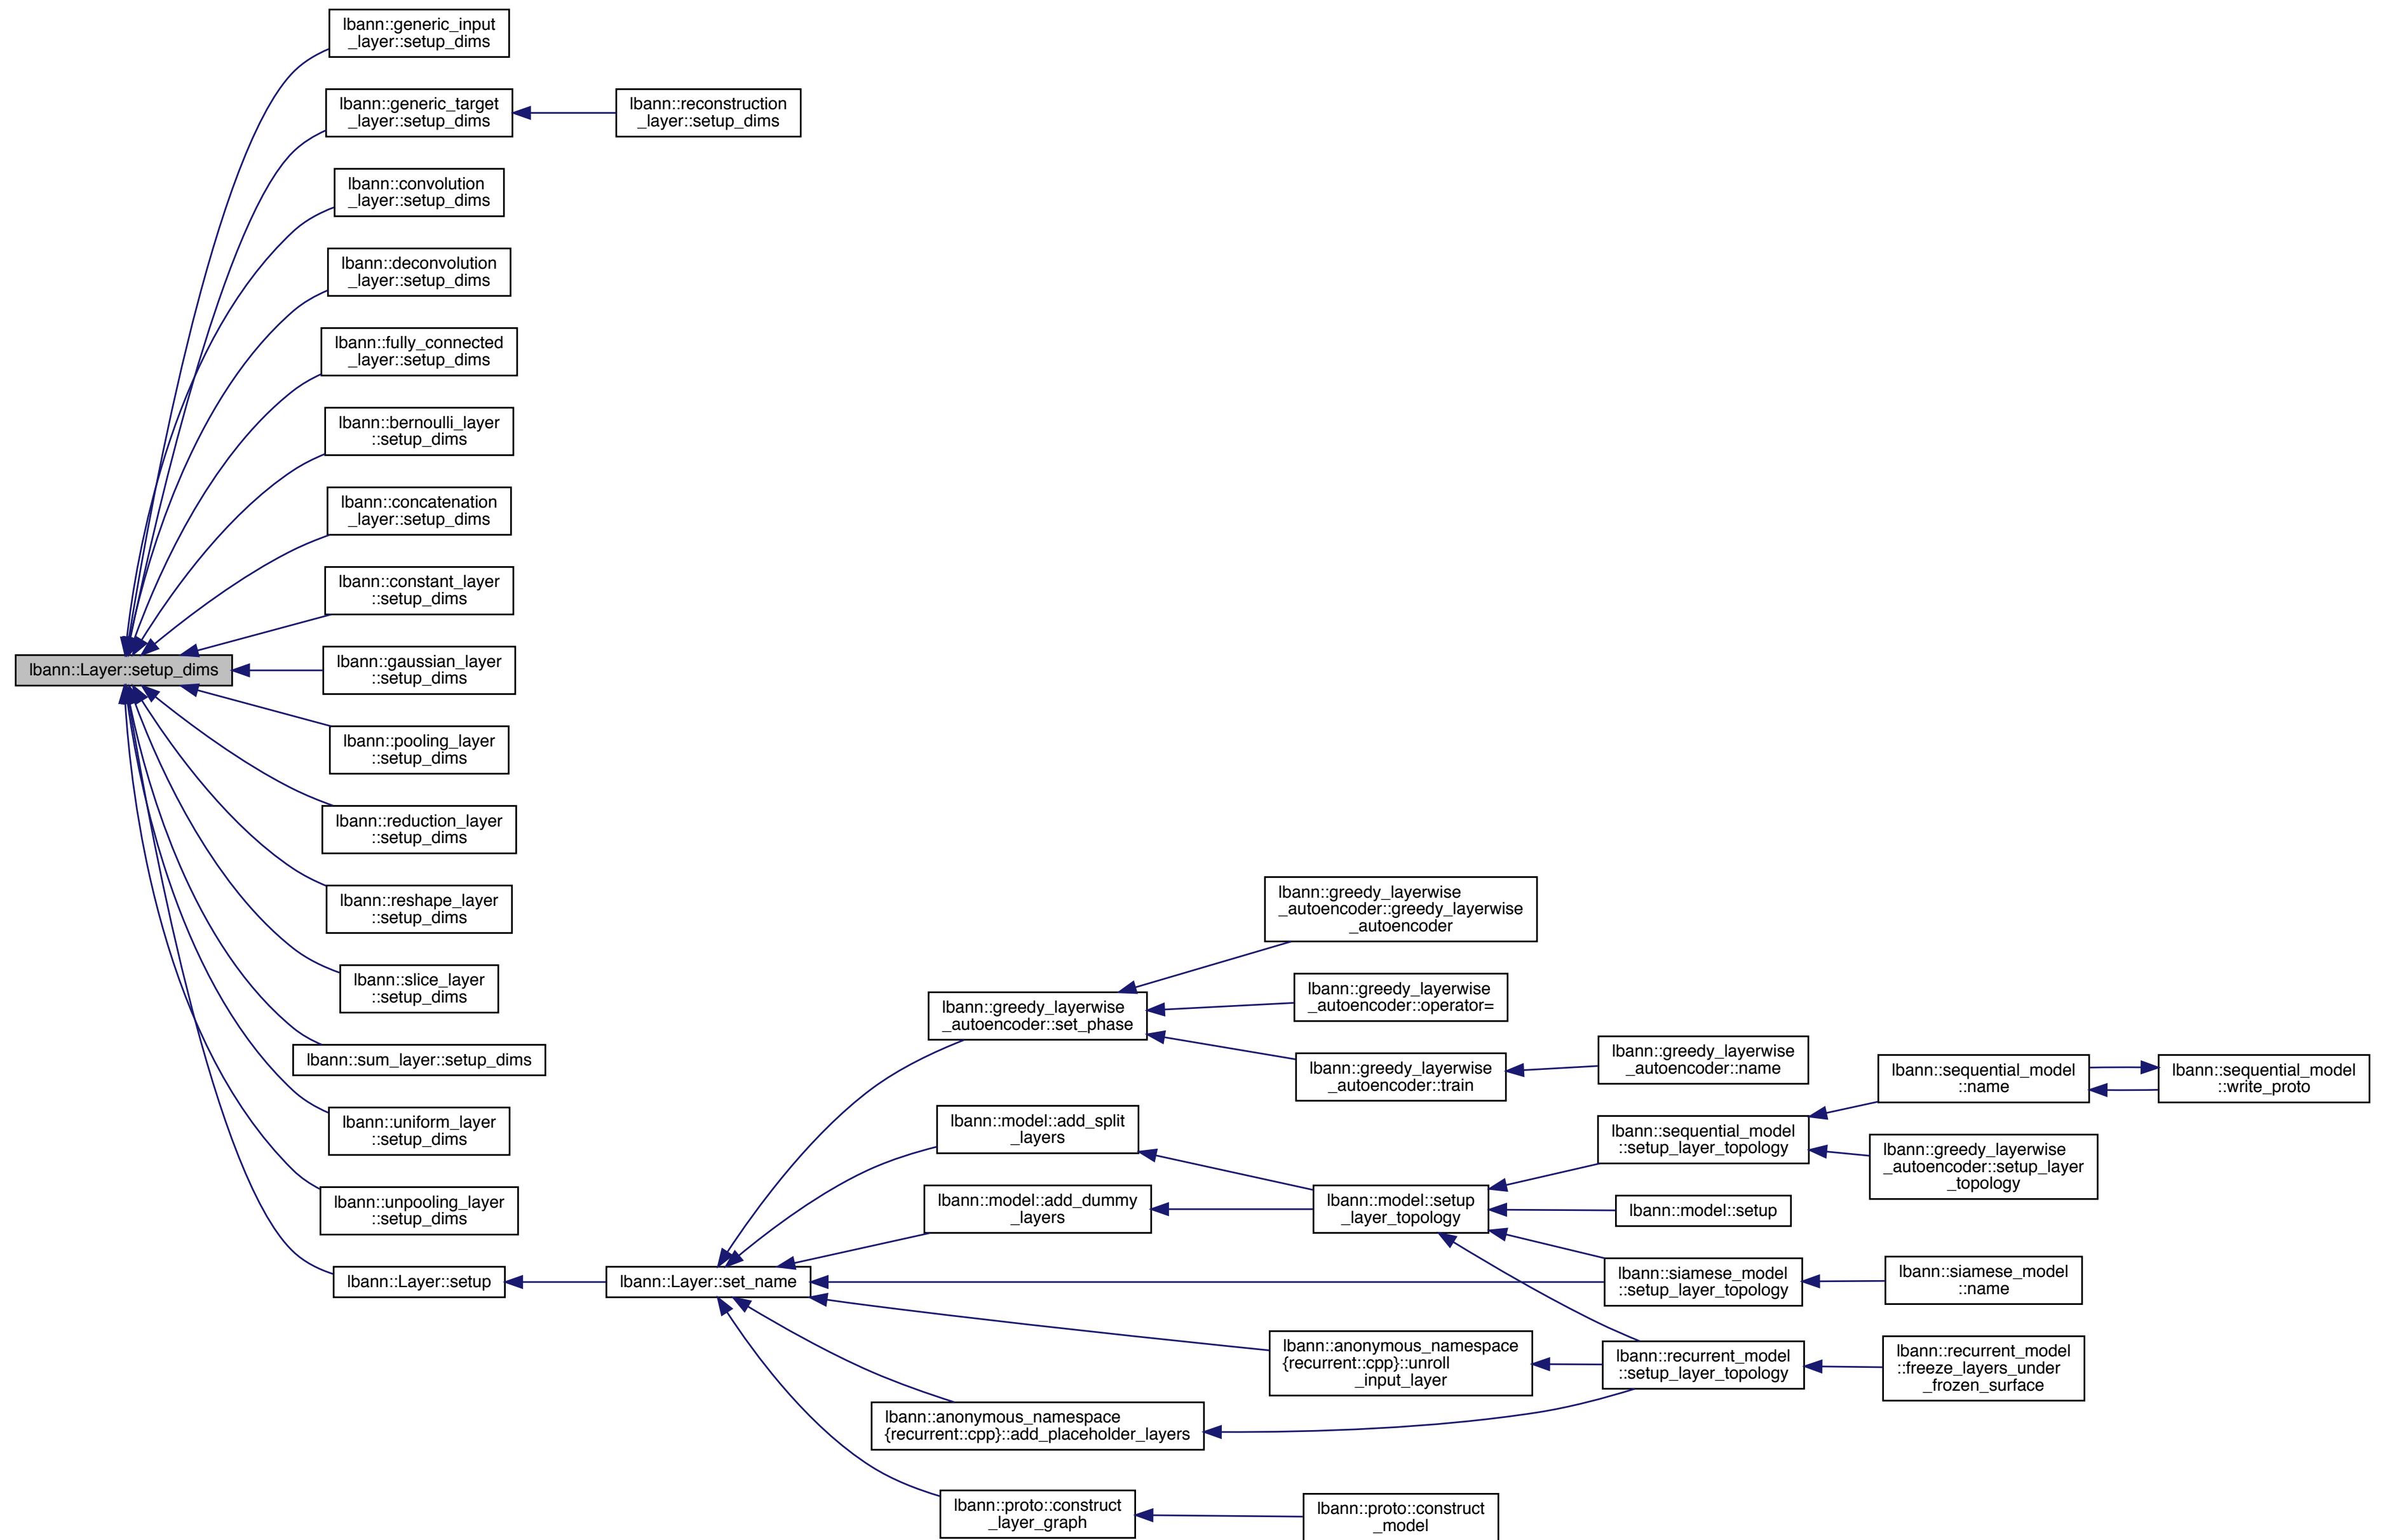 lbann::generic_input
_layer::setup_dims
lbann::generic_target
_layer::setup_dims
lbann::reconstruction
_layer::setup_dims
lbann::convolution
_layer::setup_dims
lbann::deconvolution
_layer::setup_dims
lbann::fully_connected
_layer::setup_dims
lbann::bernoulli_layer
::setup_dims
lbann::concatenation
_layer::setup_dims
lbann::constant_layer
::setup_dims
lbann::Layer::setup_dims
lbann::gaussian_layer
::setup_dims
lbann::pooling_layer
::setup_dims
lbann::reduction_layer
::setup_dims
lbann::reshape_layer
::setup_dims
lbann::slice_layer
::setup_dims
lbann::sum_layer::setup_dims
lbann::uniform_layer
::setup_dims
lbann::unpooling_layer
::setup_dims
lbann::Layer::setup
lbann::Layer::set_name
lbann::greedy_layerwise
_autoencoder::set_phase
lbann::model::add_split
_layers
lbann::model::add_dummy
_layers
lbann::anonymous_namespace
{recurrent::cpp}::add_placeholder_layers
lbann::proto::construct
_layer_graph
lbann::greedy_layerwise
_autoencoder::greedy_layerwise
_autoencoder
lbann::greedy_layerwise
_autoencoder::operator=
lbann::greedy_layerwise
_autoencoder::train
lbann::model::setup
_layer_topology
lbann::anonymous_namespace
{recurrent::cpp}::unroll
_input_layer
lbann::proto::construct
_model
lbann::greedy_layerwise
_autoencoder::name
lbann::sequential_model
::setup_layer_topology
lbann::model::setup
lbann::siamese_model
::setup_layer_topology
lbann::recurrent_model
::setup_layer_topology
lbann::sequential_model
::name
lbann::greedy_layerwise
_autoencoder::setup_layer
_topology
lbann::siamese_model
::name
lbann::recurrent_model
::freeze_layers_under
_frozen_surface
lbann::sequential_model
::write_proto